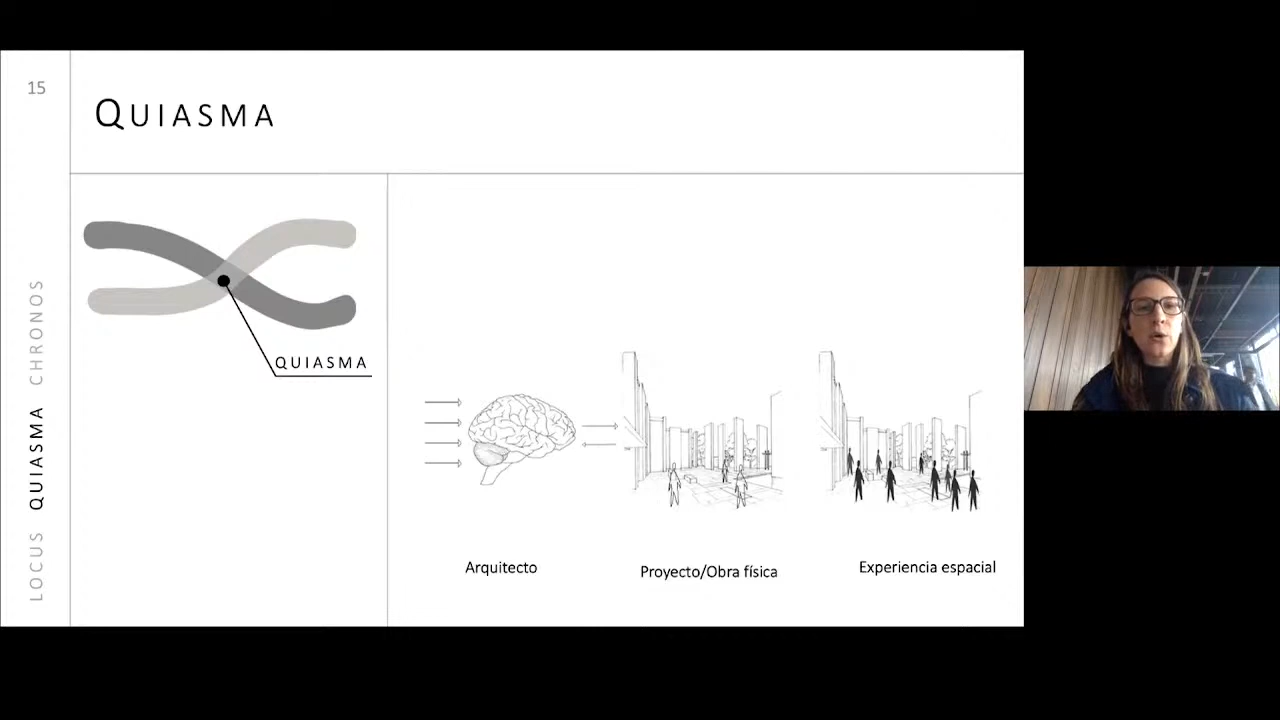 15
QUIASMA
LOCUS QUIASMA CHRONOS
QUIASMA
Arquitecto
Proyecto/Obra física
Experiencia espacial